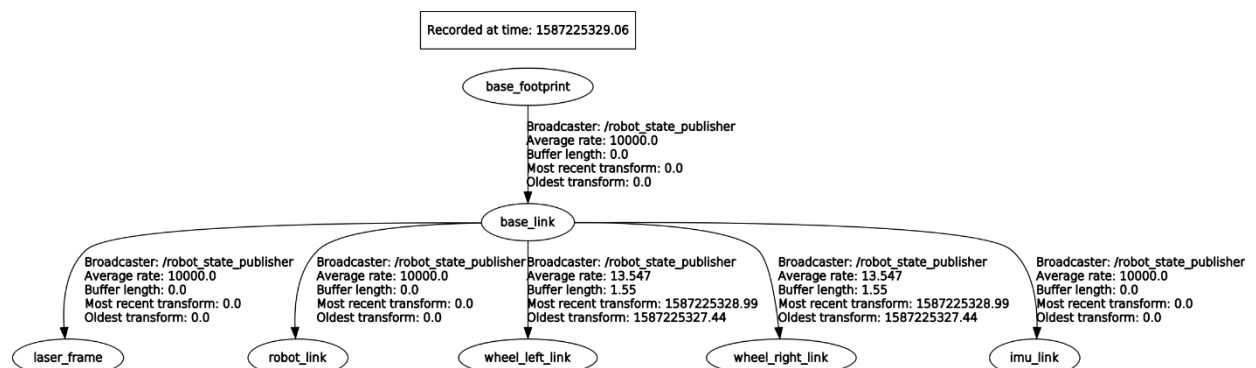 Recorded at time: 1587225329.06
base_footprint
Broadcaster: /robot_state_publisher
Average rate: 10000.0
Buffer length: 0.0
Most recent transform: 0.0
Oldest transform: 0.0
base_link
Broadcaster: /robot_state_publisher
Average rate: 10000.0
Buffer length: 0.0
Most recent transform: 0.0
Oldest transform: 0.0
Broadcaster: /robot_state_publisher
Average rate: 10000.0
Buffer length: 0.0
Most recent transform: 0.0
Oldest transform: 0.0
Broadcaster: /robot_state_publisher
Average rate: 13.547
Buffer length: 1.55
Most recent transform: 1587225328.99
Oldest transform: 1587225327.44
Broadcaster: /robot_state_publisher
Average rate: 13.547
Buffer length: 1.55
Most recent transform: 1587225328.99
Oldest transform: 1587225327.44
Broadcaster: /robot_state_publisher
Average rate: 10000.0
Buffer length: 0.0
Most recent transform: 0.0
Oldest transform: 0.0
laser_frame
robot_link
wheel_left_link
wheel_right_link
imu_link